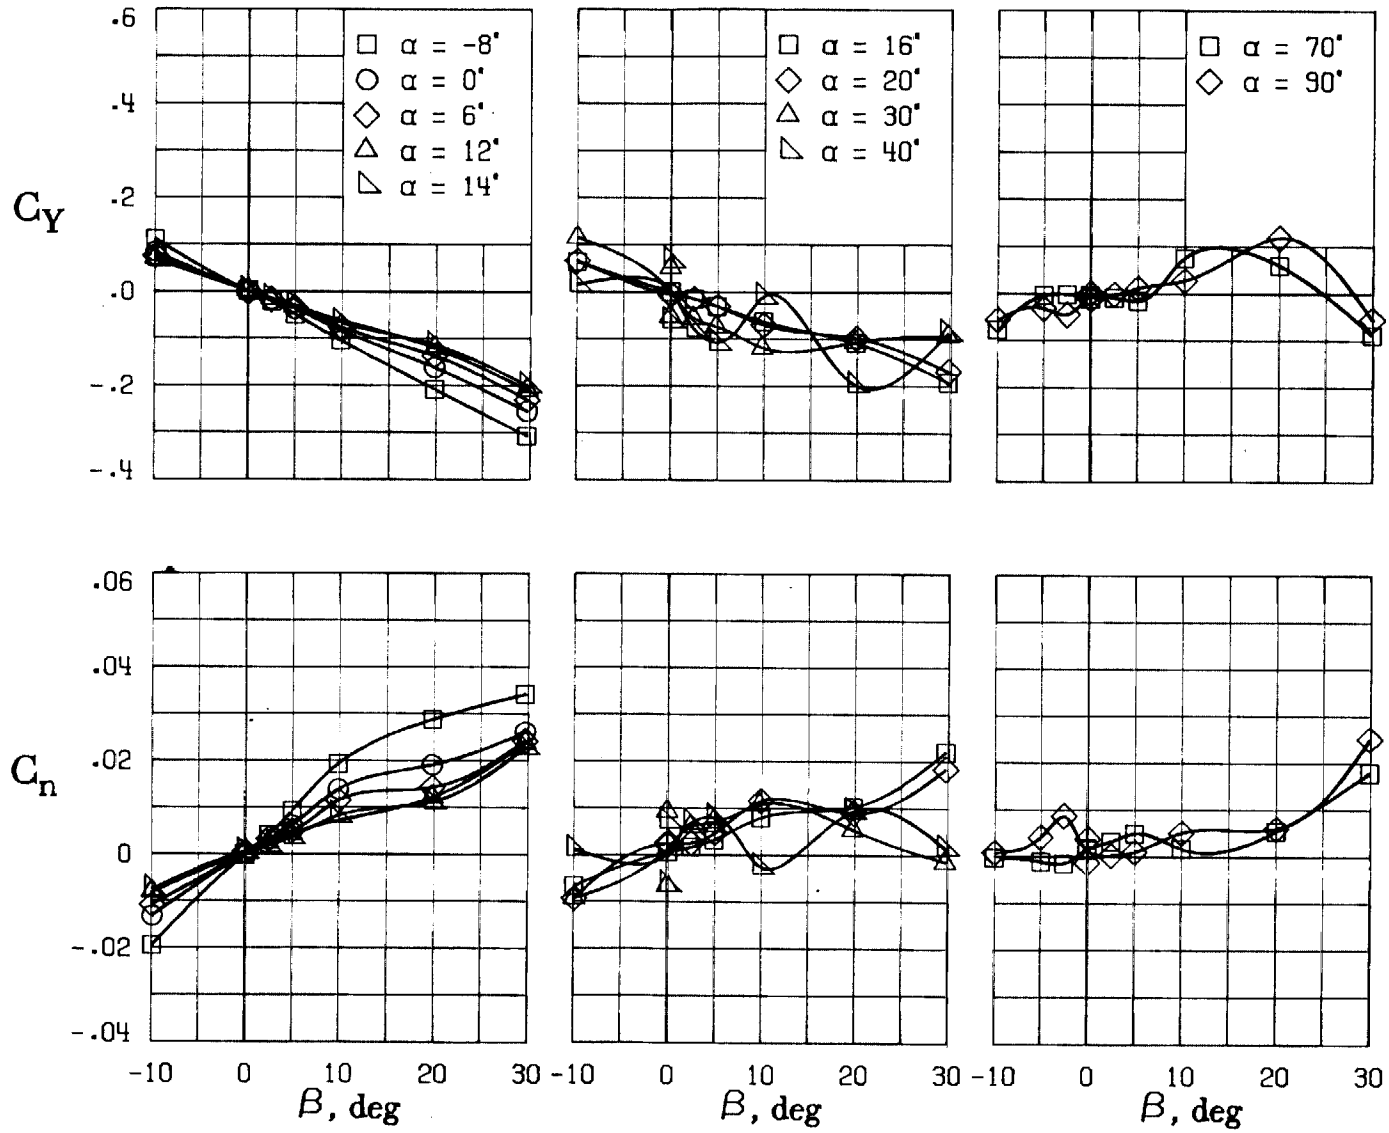 .6
.4
.2
.0
-.2
-.4
C_Y
α = -8°
α = 0°
α = 6°
α = 12°
α = 14°
α = 16°
α = 20°
α = 30°
α = 40°
α = 70°
α = 90°
.06
.04
.02
0
-.02
-.04
C_n
-10 0 10 20 30
β, deg
-10 0 10 20 30
β, deg
-10 0 10 20 30
β, deg